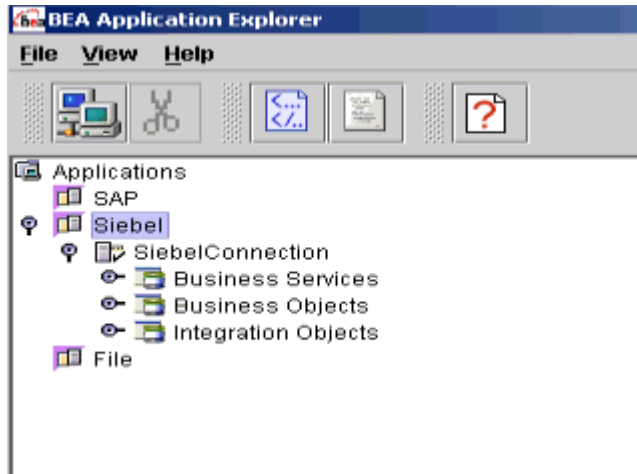 BEA Application Explorer
File View Help
<...
</..
?
Applications
SAP
Siebel
SiebelConnection
Business Services
Business Objects
Integration Objects
File